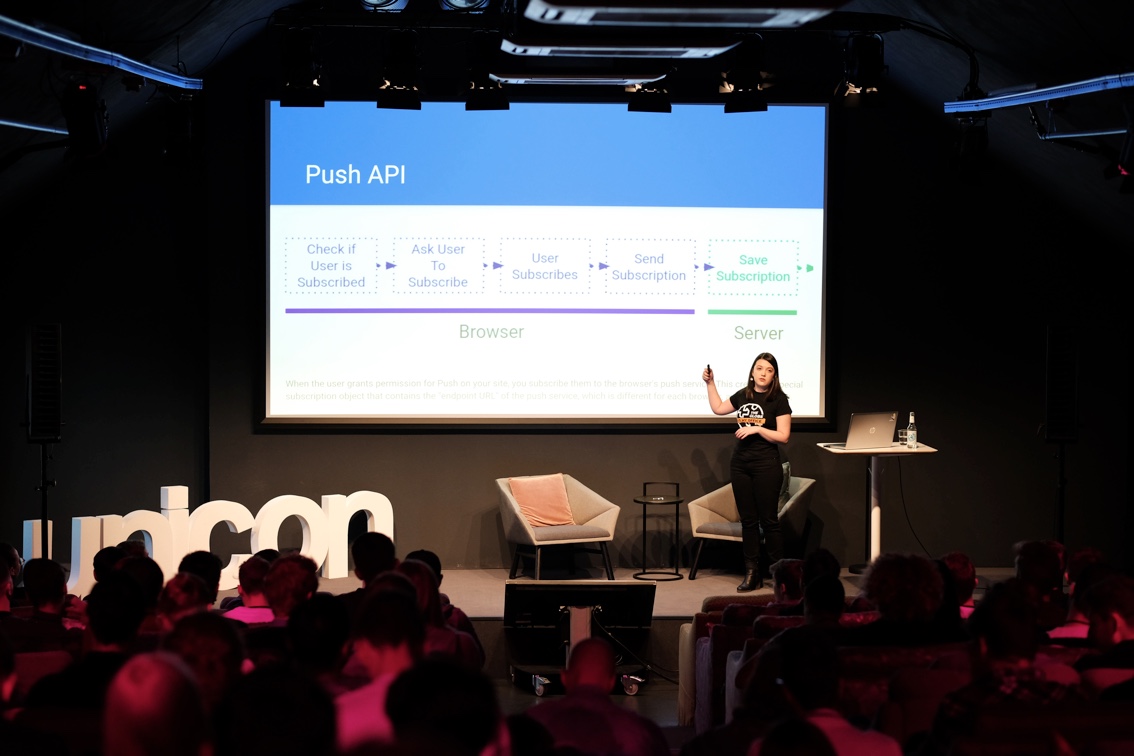 Push API
Check if
User is
Subscribed
Ask User
To
Subscribe
User
Subscribes
Send
Subscription
Save
Subscription
Browser
Server
When the user grants permission for Push on your site, you subscribe them to the browser's push
special
subscription object that contains the "endpoint URL" of the push service, which is different for each
unicon